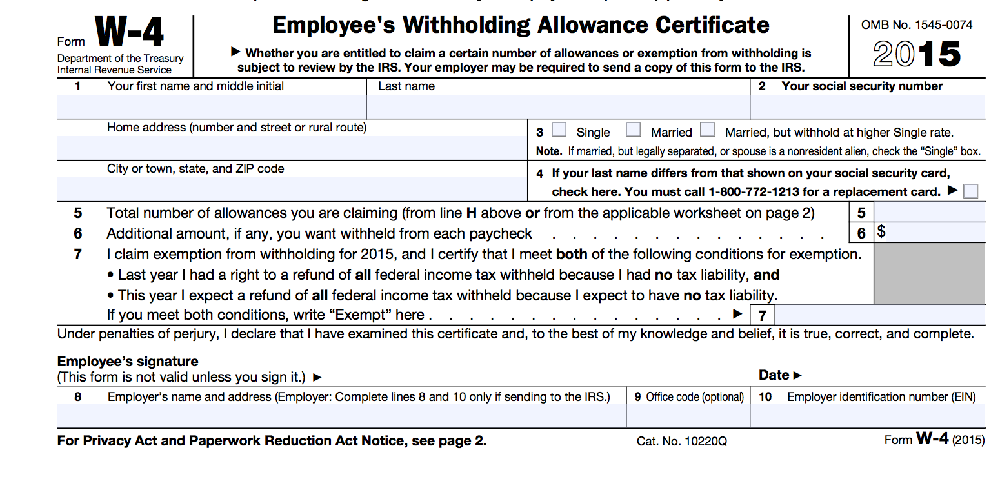 Form W-4
Department of the Treasury
Internal Revenue Service
Employee's Withholding Allowance Certificate
▶ Whether you are entitled to claim a certain number of allowances or exemption from withholding is
subject to review by the IRS. Your employer may be required to send a copy of this form to the IRS.
OMB No. 1545-0074
2015
1 Your first name and middle initial
Last name
2 Your social security number
Home address (number and street or rural route)
3 Single Married Married, but withhold at higher Single rate.
Note. If married, but legally separated, or spouse is a nonresident alien, check the “Single” box.
City or town, state, and ZIP code
4 If your last name differs from that shown on your social security card,
check here. You must call 1-800-772-1213 for a replacement card. ▶
5 Total number of allowances you are claiming (from line H above or from the applicable worksheet on page 2) 5
6 Additional amount, if any, you want withheld from each paycheck . . . . . . . . . . . . . . 6 $
7 I claim exemption from withholding for 2015, and I certify that I meet both of the following conditions for exemption.
• Last year I had a right to a refund of all federal income tax withheld because I had no tax liability, and
• This year I expect a refund of all federal income tax withheld because I expect to have no tax liability.
If you meet both conditions, write “Exempt” here . . . . . . . . . . . . . . . ▶ 7
Under penalties of perjury, I declare that I have examined this certificate and, to the best of my knowledge and belief, it is true, correct, and complete.
Employee’s signature
(This form is not valid unless you sign it.) ▶
Date ▶
8 Employer’s name and address (Employer: Complete lines 8 and 10 only if sending to the IRS.)
9 Office code (optional)
10 Employer identification number (EIN)
For Privacy Act and Paperwork Reduction Act Notice, see page 2.
Cat. No. 10220Q
Form W-4 (2015)